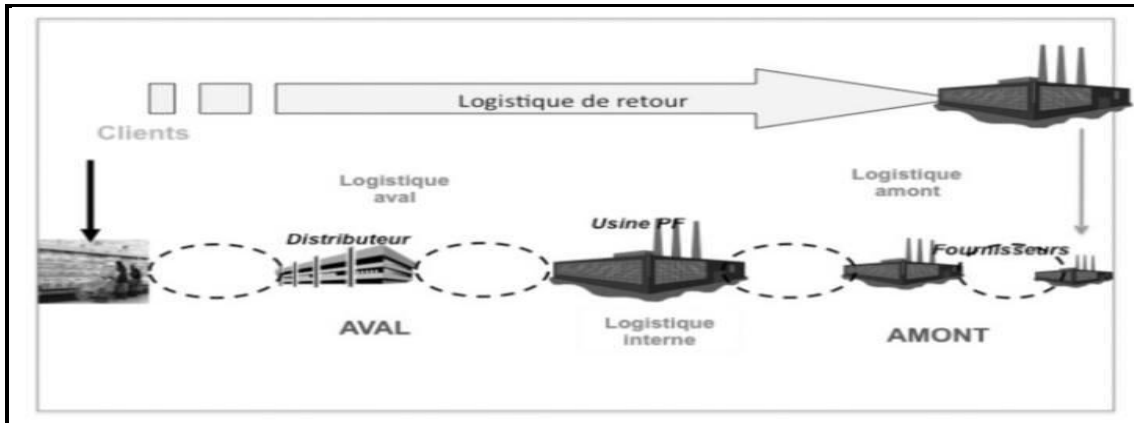 Logistique de retour
Clients
Logistique
aval
Logistique
amont
Distributeur
Usine PF
Fournisseurs
AVAL
Logistique
interne
AMONT